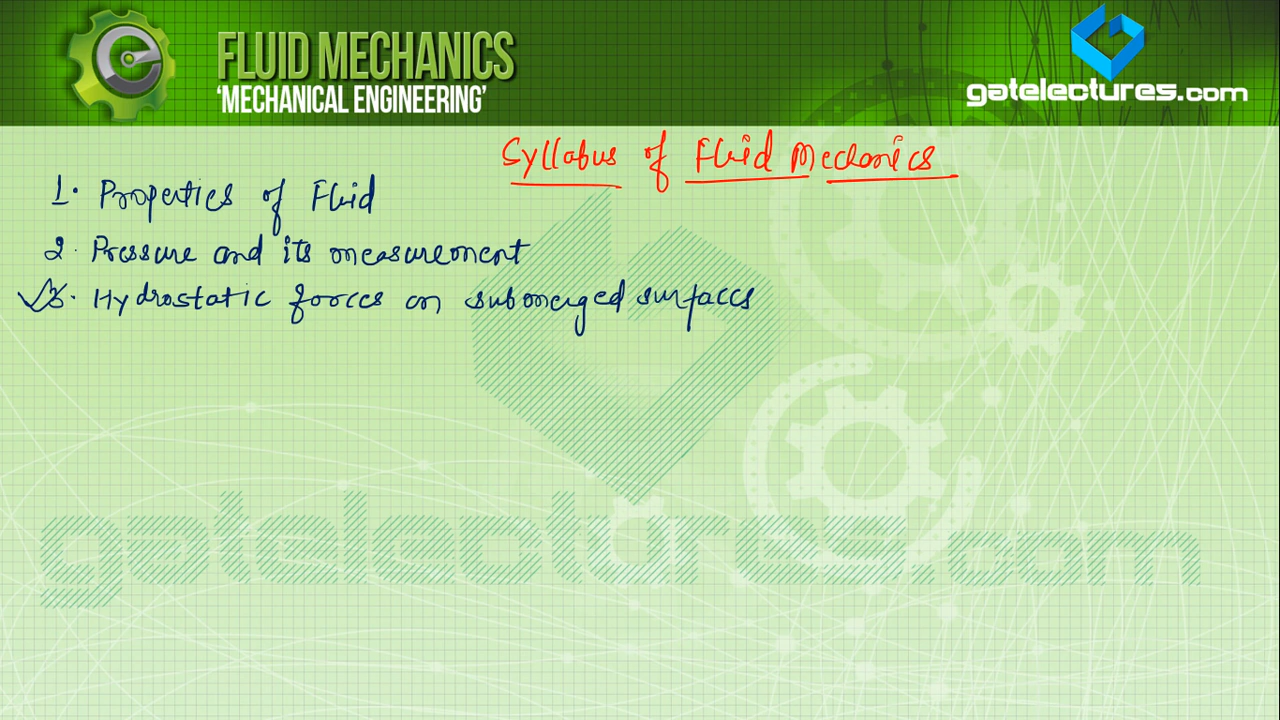 FLUID MECHANICS
'MECHANICAL ENGINEERING'
gatelectures.com
Syllabus of Fluid Mechanics
1. Properties of Fluid
2. Pressure and its measurement
3. Hydrostatic forces on submerged surfaces
gatelectures.com